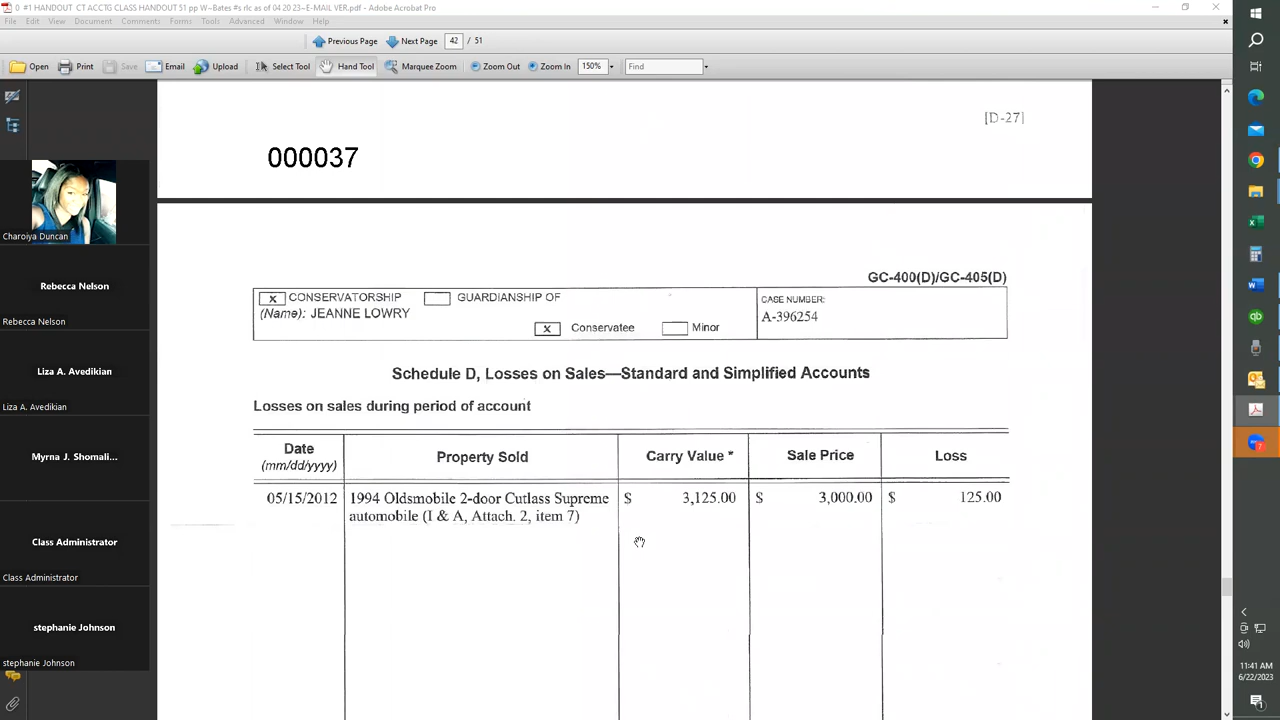 #1 HANDOUT CT ACCTG CLASS HANDOUT 51 pp W~Bates #s rlc as of 04 20 23~E-MAIL VER.pdf - Adobe Acrobat Pro
File Edit View Document Comments Forms Tools Advanced Window Help
Previous Page Next Page 42 / 51
Open Print Save Email Upload Select Tool Hand Tool Marquee Zoom Zoom Out Zoom In 150% Find
[D-27]
000037
Charoiya Duncan
Rebecca Nelson
Rebecca Nelson
Liza A. Avedikian
Liza A. Avedikian
Myrna J. Shomali...
Class Administrator
Class Administrator
stephanie Johnson
stephanie Johnson
GC-400(D)/GC-405(D)
x CONSERVATORSHIP GUARDIANSHIP OF
(Name): JEANNE LOWRY
x Conservatee Minor
CASE NUMBER:
A-396254
Schedule D, Losses on Sales—Standard and Simplified Accounts
Losses on sales during period of account
Date
(mm/dd/yyyy)
Property Sold
Carry Value *
Sale Price
Loss
05/15/2012 1994 Oldsmobile 2-door Cutlass Supreme $ 3,125.00 $ 3,000.00 $ 125.00
automobile (I & A, Attach. 2, item 7)
11:41 AM
6/22/2023